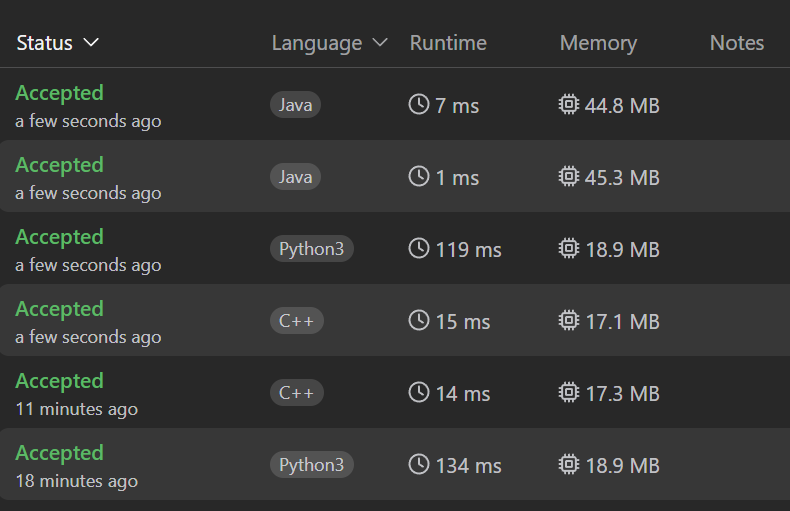 Status Language Runtime Memory Notes
Accepted
a few seconds ago Java 7 ms 44.8 MB
Accepted
a few seconds ago Java 1 ms 45.3 MB
Accepted
a few seconds ago Python3 119 ms 18.9 MB
Accepted
a few seconds ago C++ 15 ms 17.1 MB
Accepted
11 minutes ago C++ 14 ms 17.3 MB
Accepted
18 minutes ago Python3 134 ms 18.9 MB